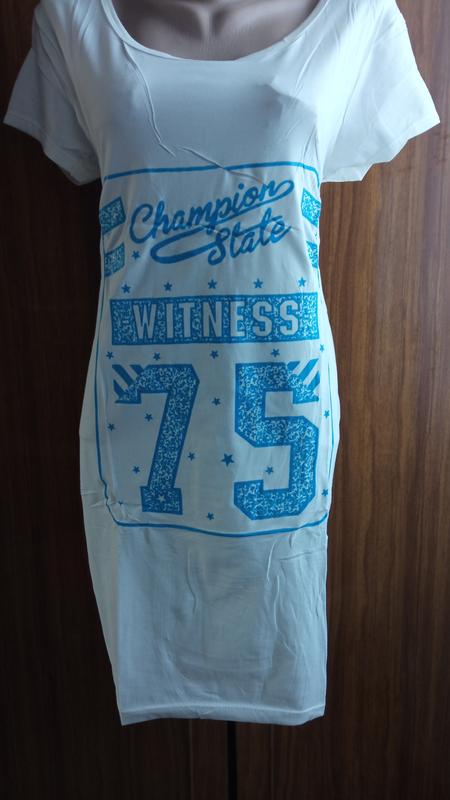 Champion
State
WITNESS
75